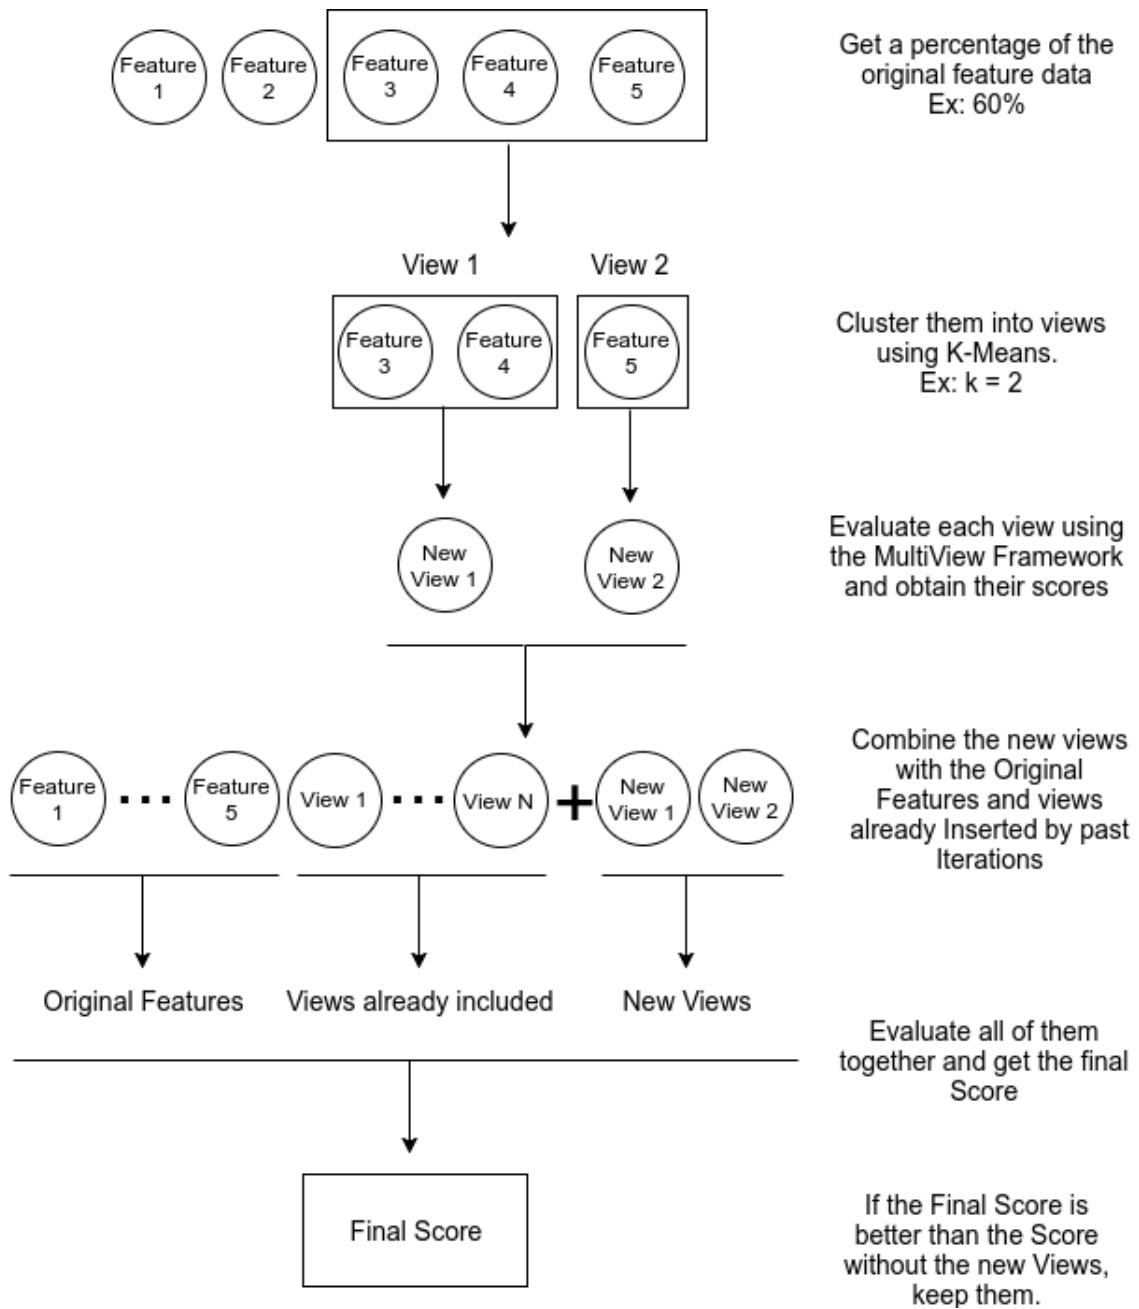 Feature
1
Feature
2
Feature
3
Feature
4
Feature
5
Get a percentage of the
original feature data
Ex: 60%
View 1
View 2
Feature
3
Feature
4
Feature
5
Cluster them into views
using K-Means.
Ex: k = 2
New
View 1
New
View 2
Evaluate each view using
the MultiView Framework
and obtain their scores
Feature
1
Feature
5
View 1
View N
+
New
View 1
New
View 2
Combine the new views
with the Original
Features and views
already Inserted by past
Iterations
Original Features
Views already included
New Views
Evaluate all of them
together and get the final
Score
Final Score
If the Final Score is
better than the Score
without the new Views,
keep them.